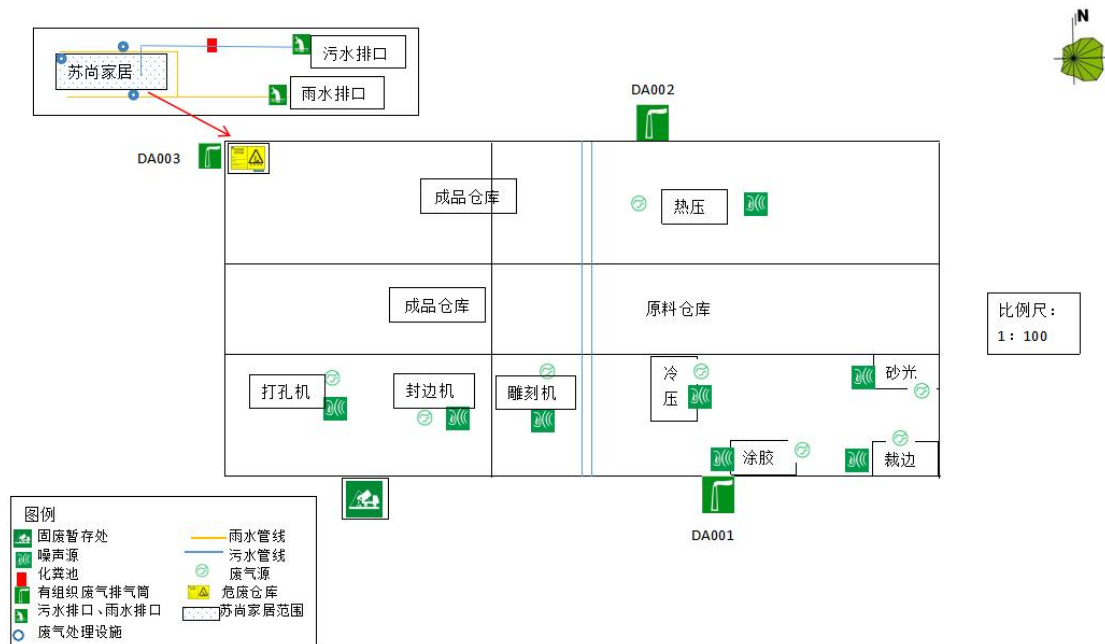 N
污水排口
苏尚家居
雨水排口
DA002
DA003
成品仓库
热压
成品仓库
原料仓库
比例尺：
1：100
打孔机
封边机
雕刻机
冷压
砂光
涂胶
裁边
DA001
图例
固废暂存处
雨水管线
噪声源
污水管线
化粪池
废气源
有组织废气排气筒
危废仓库
污水排口、雨水排口
苏尚家居范围
废气处理设施